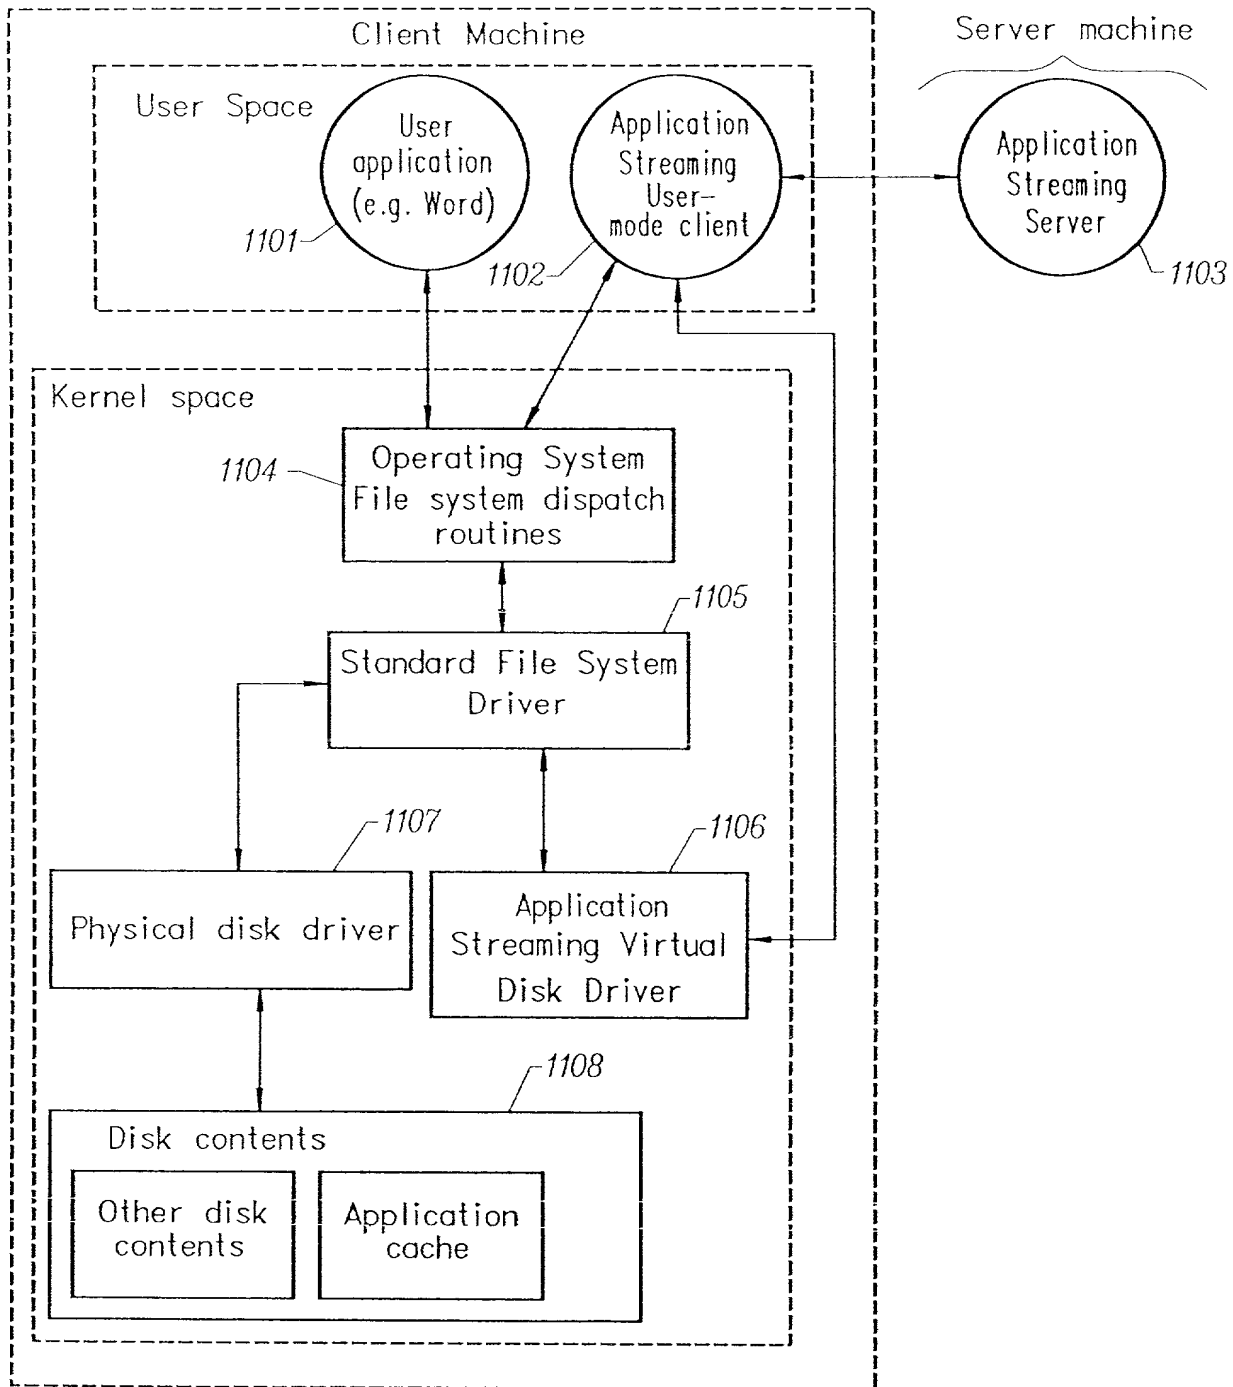 Client Machine
Server machine
User Space
User
application
(e.g. Word)
1101
Application
Streaming
User-
mode client
1102
Application
Streaming
Server
1103
Kernel space
Operating System
File system dispatch
routines
1104
1105
Standard File System
Driver
1107
Physical disk driver
1106
Application
Streaming Virtual
Disk Driver
1108
Disk contents
Other disk
contents
Application
cache